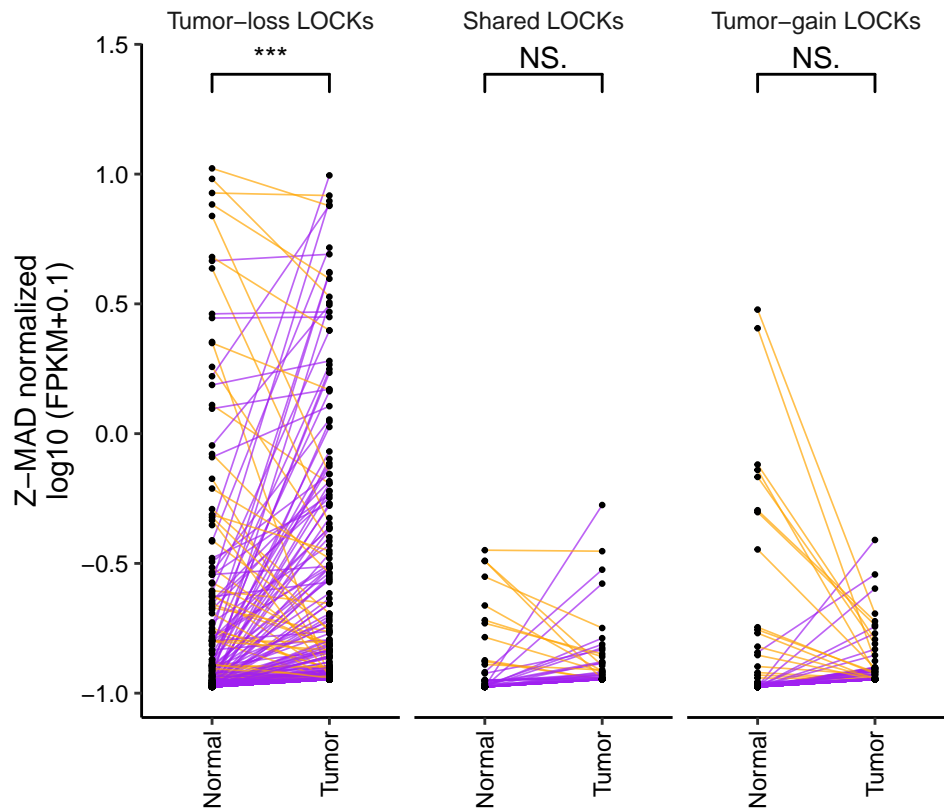 Tumor−loss LOCKs
Shared LOCKs
Tumor−gain LOCKs
***
NS.
NS.
1.5
1.0
0.5
0.0
−0.5
−1.0
Z−MAD normalized
log10 (FPKM+0.1)
Normal
Tumor
Normal
Tumor
Normal
Tumor